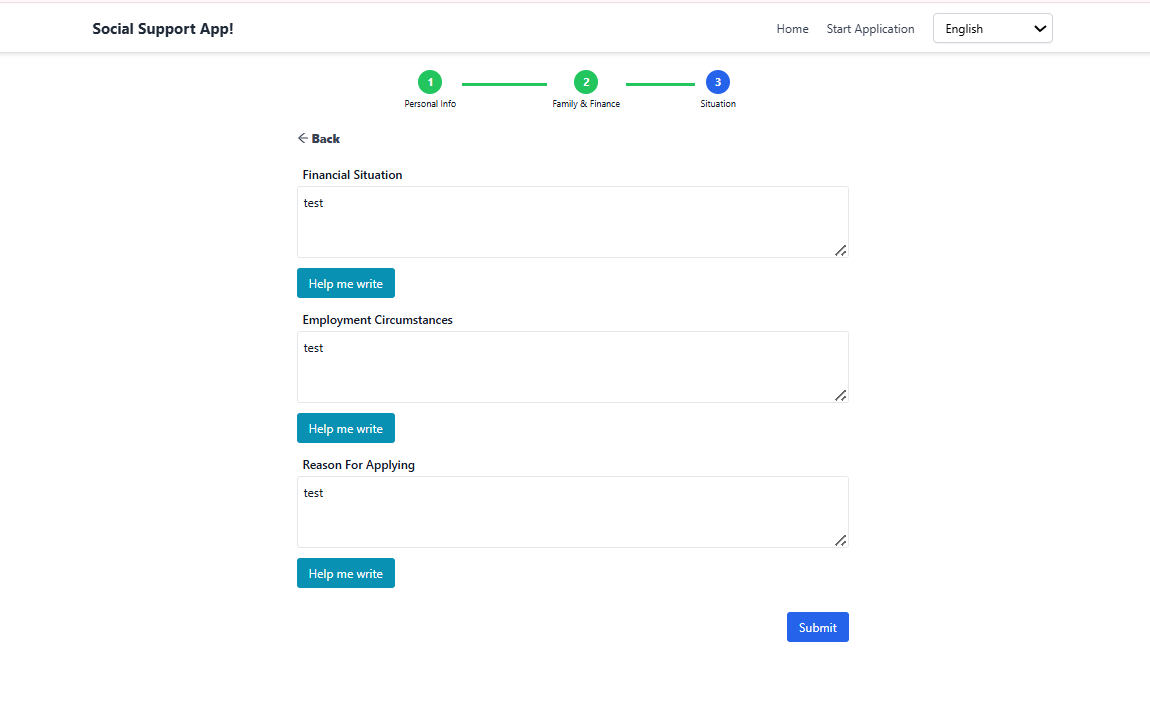 Social Support App!
Home Start Application English
1 2 3
Personal Info Family & Finance Situation
Back
Financial Situation
test
Help me write
Employment Circumstances
test
Help me write
Reason For Applying
test
Help me write
Submit